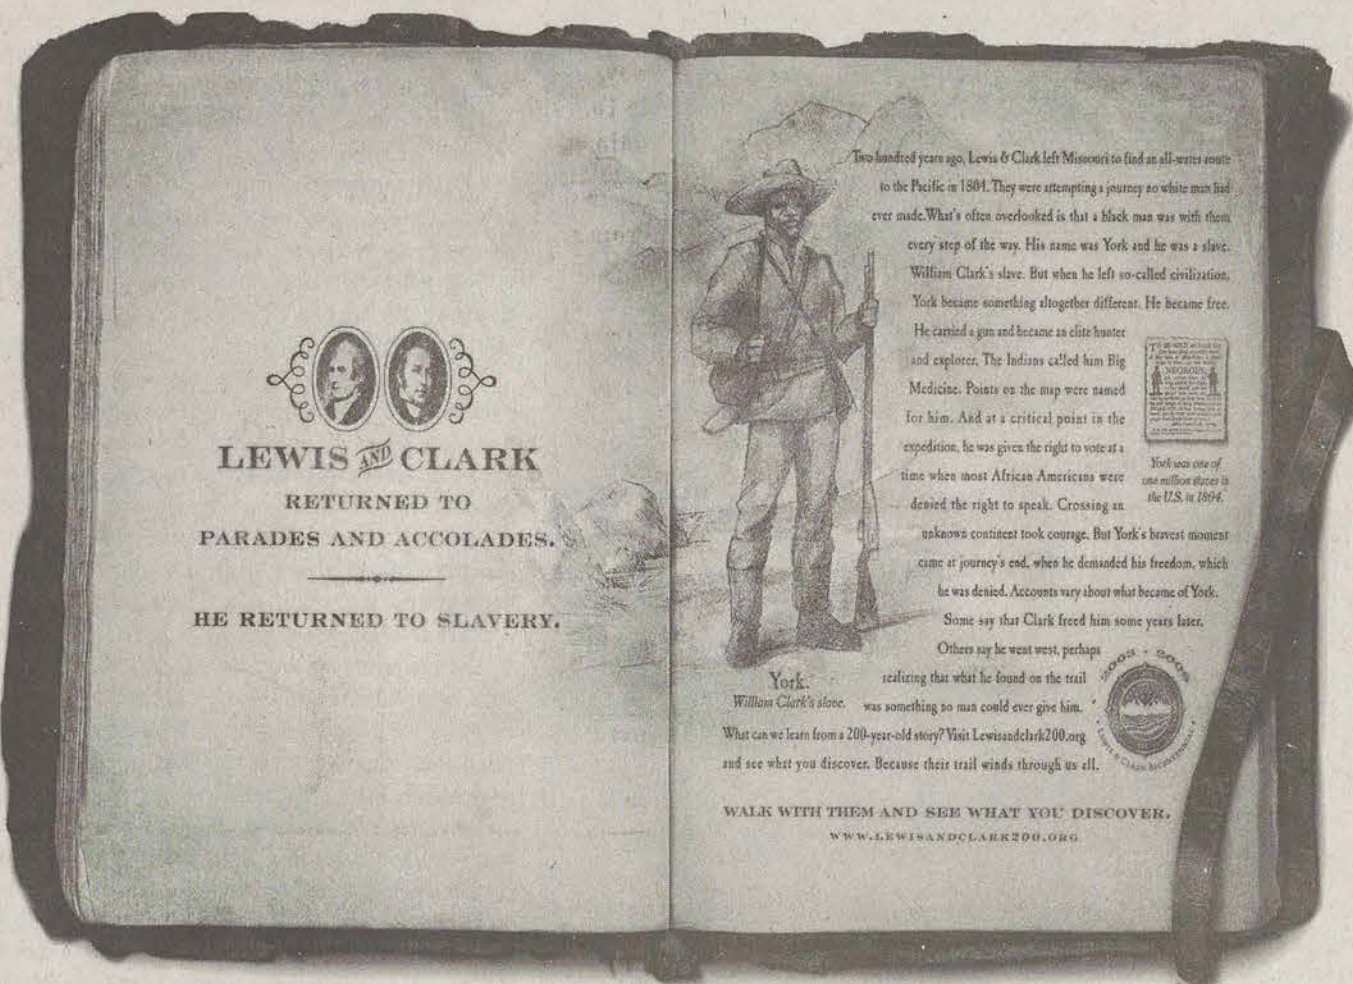 LEWIS AND CLARK
RETURNED TO
PARADES AND ACCOLADES.
HE RETURNED TO SLAVERY.
Two hundred years ago, Lewis & Clark left Missouri to find an all-water route
to the Pacific in 1804. They were attempting a journey no white man had
ever made. What's often overlooked is that a black man was with them
every step of the way. His name was York and he was a slave.
William Clark's slave. But when he left so-called civilization,
York became something altogether different. He became free.
He carried a gun and became an elite hunter
and explorer. The Indians called him Big
Medicine. Points on the map were named
for him. And at a critical point in the
expedition, he was given the right to vote at a
time when most African Americans were
denied the right to speak. Crossing an
unknown continent took courage. But York's bravest moment
came at journey's end, when he demanded his freedom, which
he was denied. Accounts vary about what became of York.
Some say that Clark freed him some years later.
Others say he went west, perhaps
realizing that what he found on the trail
was something no man could ever give him.
What can we learn from a 200-year-old story? Visit Lewisandclark200.org
and see what you discover. Because their trail winds through us all.
NEGROES,
York was one of
one million slaves in
the U.S. in 1804.
York.
William Clark's slave.
2003 - 2006
LEWIS & CLARK BICENTENNIAL
WALK WITH THEM AND SEE WHAT YOU DISCOVER.
WWW.LEWISANDCLARK200.ORG